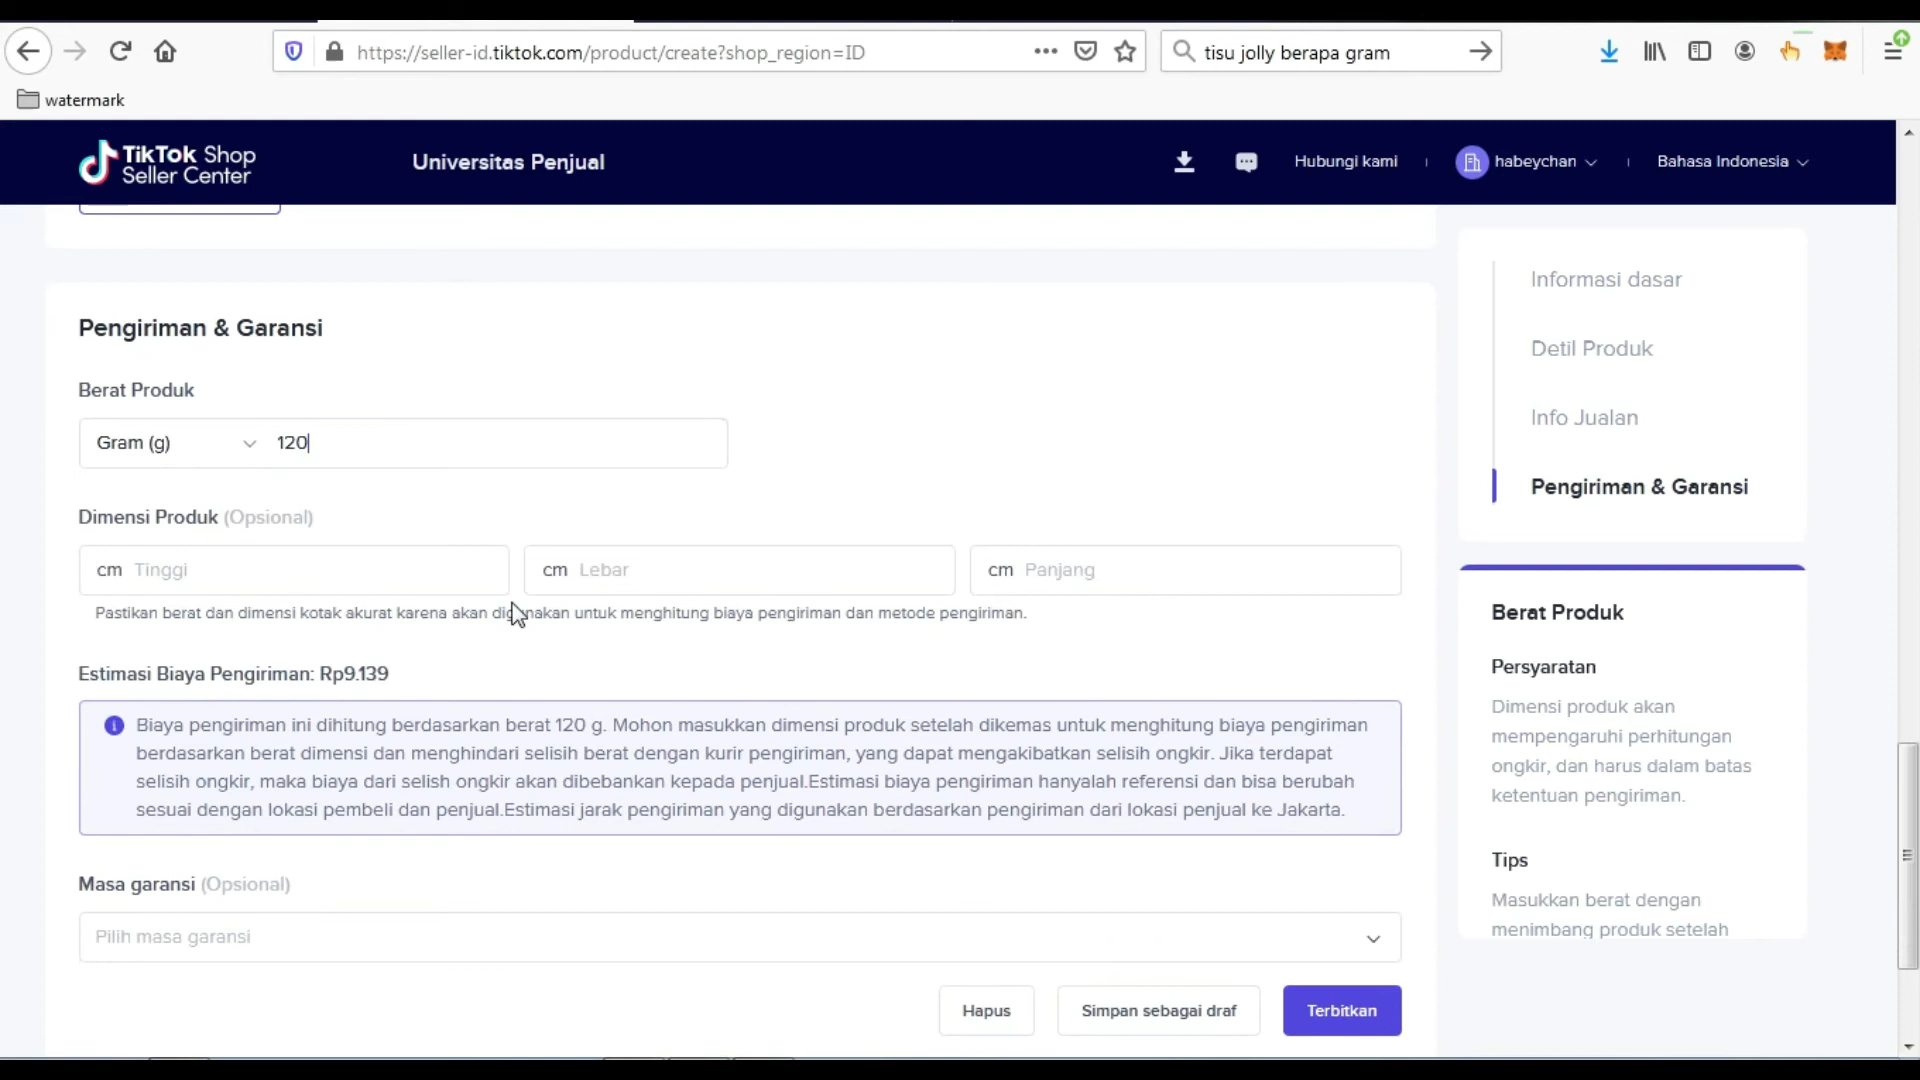 https://seller-id.tiktok.com/product/create?shop_region=ID
tisu jolly berapa gram
watermark
TikTok Shop
Seller Center
Universitas Penjual
Hubungi kami
habeychan
Bahasa Indonesia
Pengiriman & Garansi
Berat Produk
Gram (g)
120
Dimensi Produk (Opsional)
cm Tinggi
cm Lebar
cm Panjang
Pastikan berat dan dimensi kotak akurat karena akan digunakan untuk menghitung biaya pengiriman dan metode pengiriman.
Estimasi Biaya Pengiriman: Rp9.139
Biaya pengiriman ini dihitung berdasarkan berat 120 g. Mohon masukkan dimensi produk setelah dikemas untuk menghitung biaya pengiriman
berdasarkan berat dimensi dan menghindari selisih berat dengan kurir pengiriman, yang dapat mengakibatkan selisih ongkir. Jika terdapat
selisih ongkir, maka biaya dari selish ongkir akan dibebankan kepada penjual.Estimasi biaya pengiriman hanyalah referensi dan bisa berubah
sesuai dengan lokasi pembeli dan penjual.Estimasi jarak pengiriman yang digunakan berdasarkan pengiriman dari lokasi penjual ke Jakarta.
Masa garansi (Opsional)
Pilih masa garansi
Hapus
Simpan sebagai draf
Terbitkan
Informasi dasar
Detil Produk
Info Jualan
Pengiriman & Garansi
Berat Produk
Persyaratan
Dimensi produk akan
mempengaruhi perhitungan
ongkir, dan harus dalam batas
ketentuan pengiriman.
Tips
Masukkan berat dengan
menimbang produk setelah